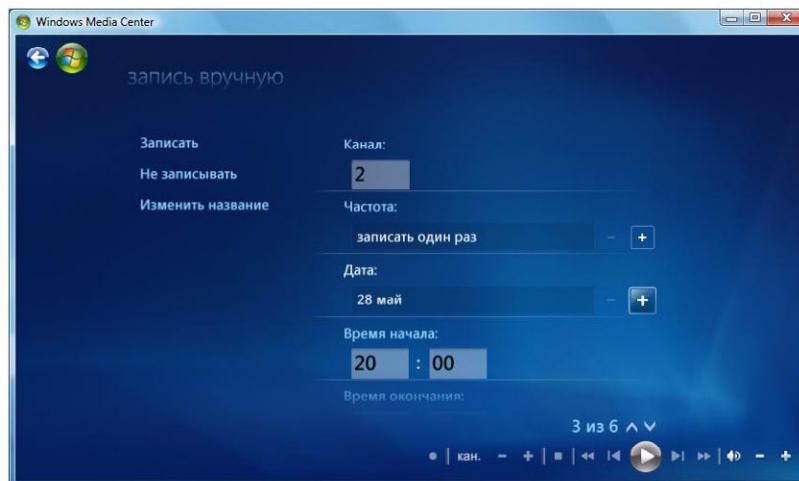 Windows Media Center
запись вручную
Записать
Не записывать
Изменить название
Канал:
2
Частота:
записать один раз
Дата:
28 май
Время начала:
20 : 00
Время окончания:
3 из 6
кан.